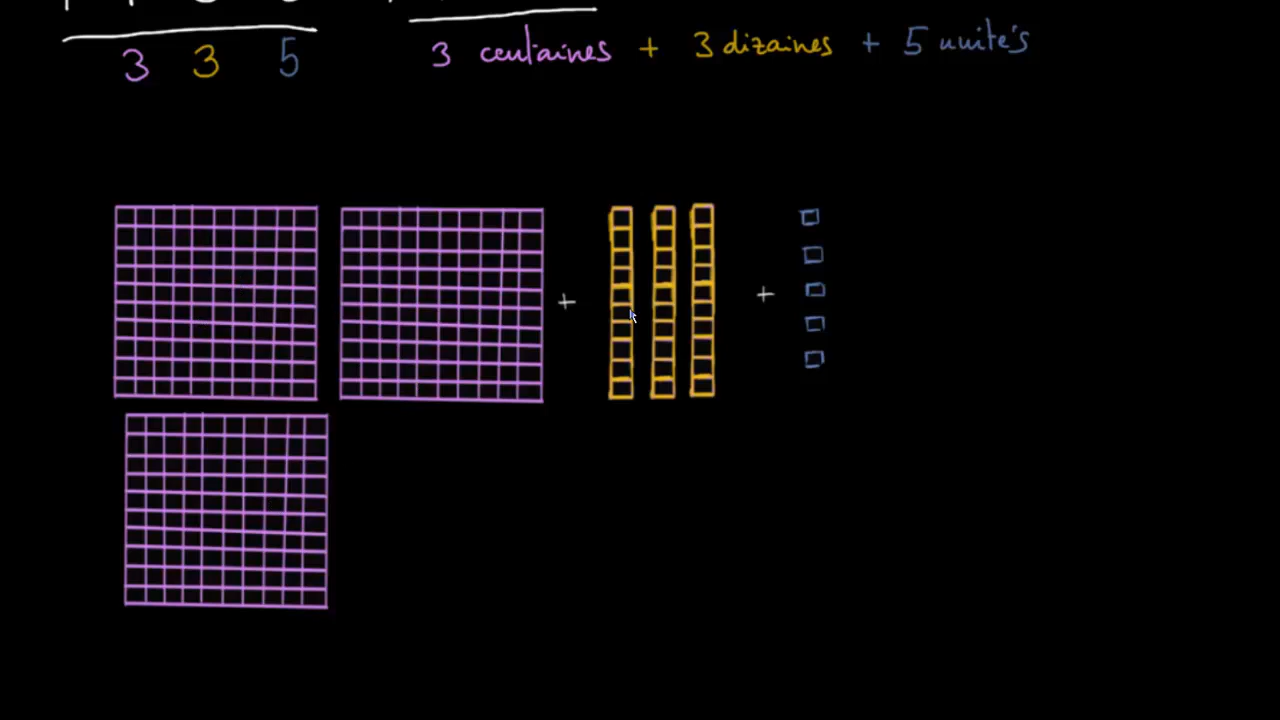 3 3 5 3 centaines + 3 dizaines + 5 unités
+ +